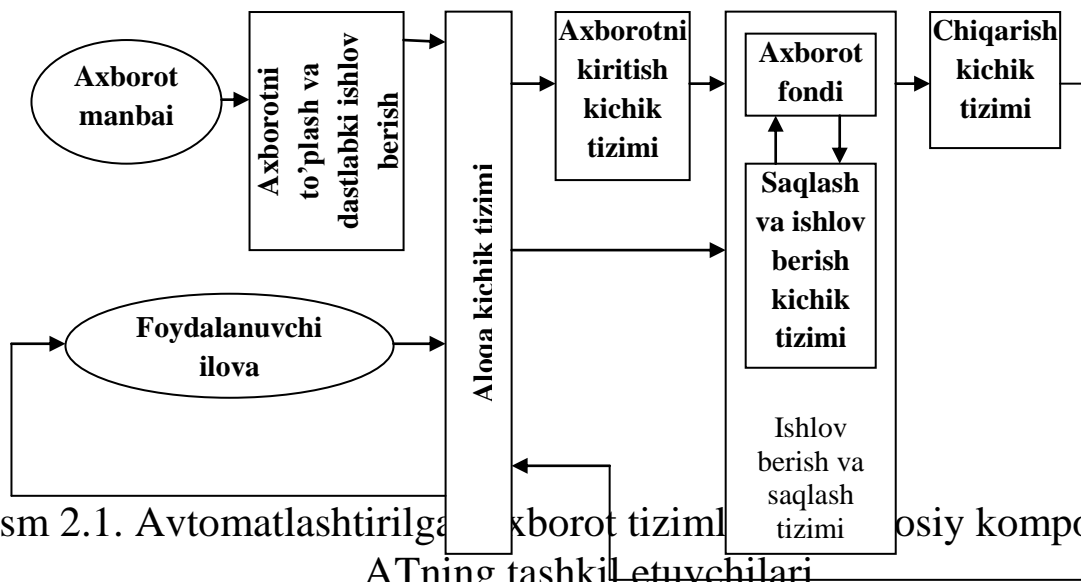 Axborot
manbai
Axborotni
to’plash va
dastlabki ishlov
berish
Foydalanuvchi
ilova
Aloqa kichik tizimi
Axborotni
kiritish
kichik
tizimi
Axborot
fondi
Saqlash
va ishlov
berish
kichik
tizimi
Ishlov
berish va
saqlash
tizimi
Chiqarish
kichik
tizimi
sm 2.1. Avtomatlashtirilga xborot tiziml osiy kompo
ATning tashkil etuvchilari